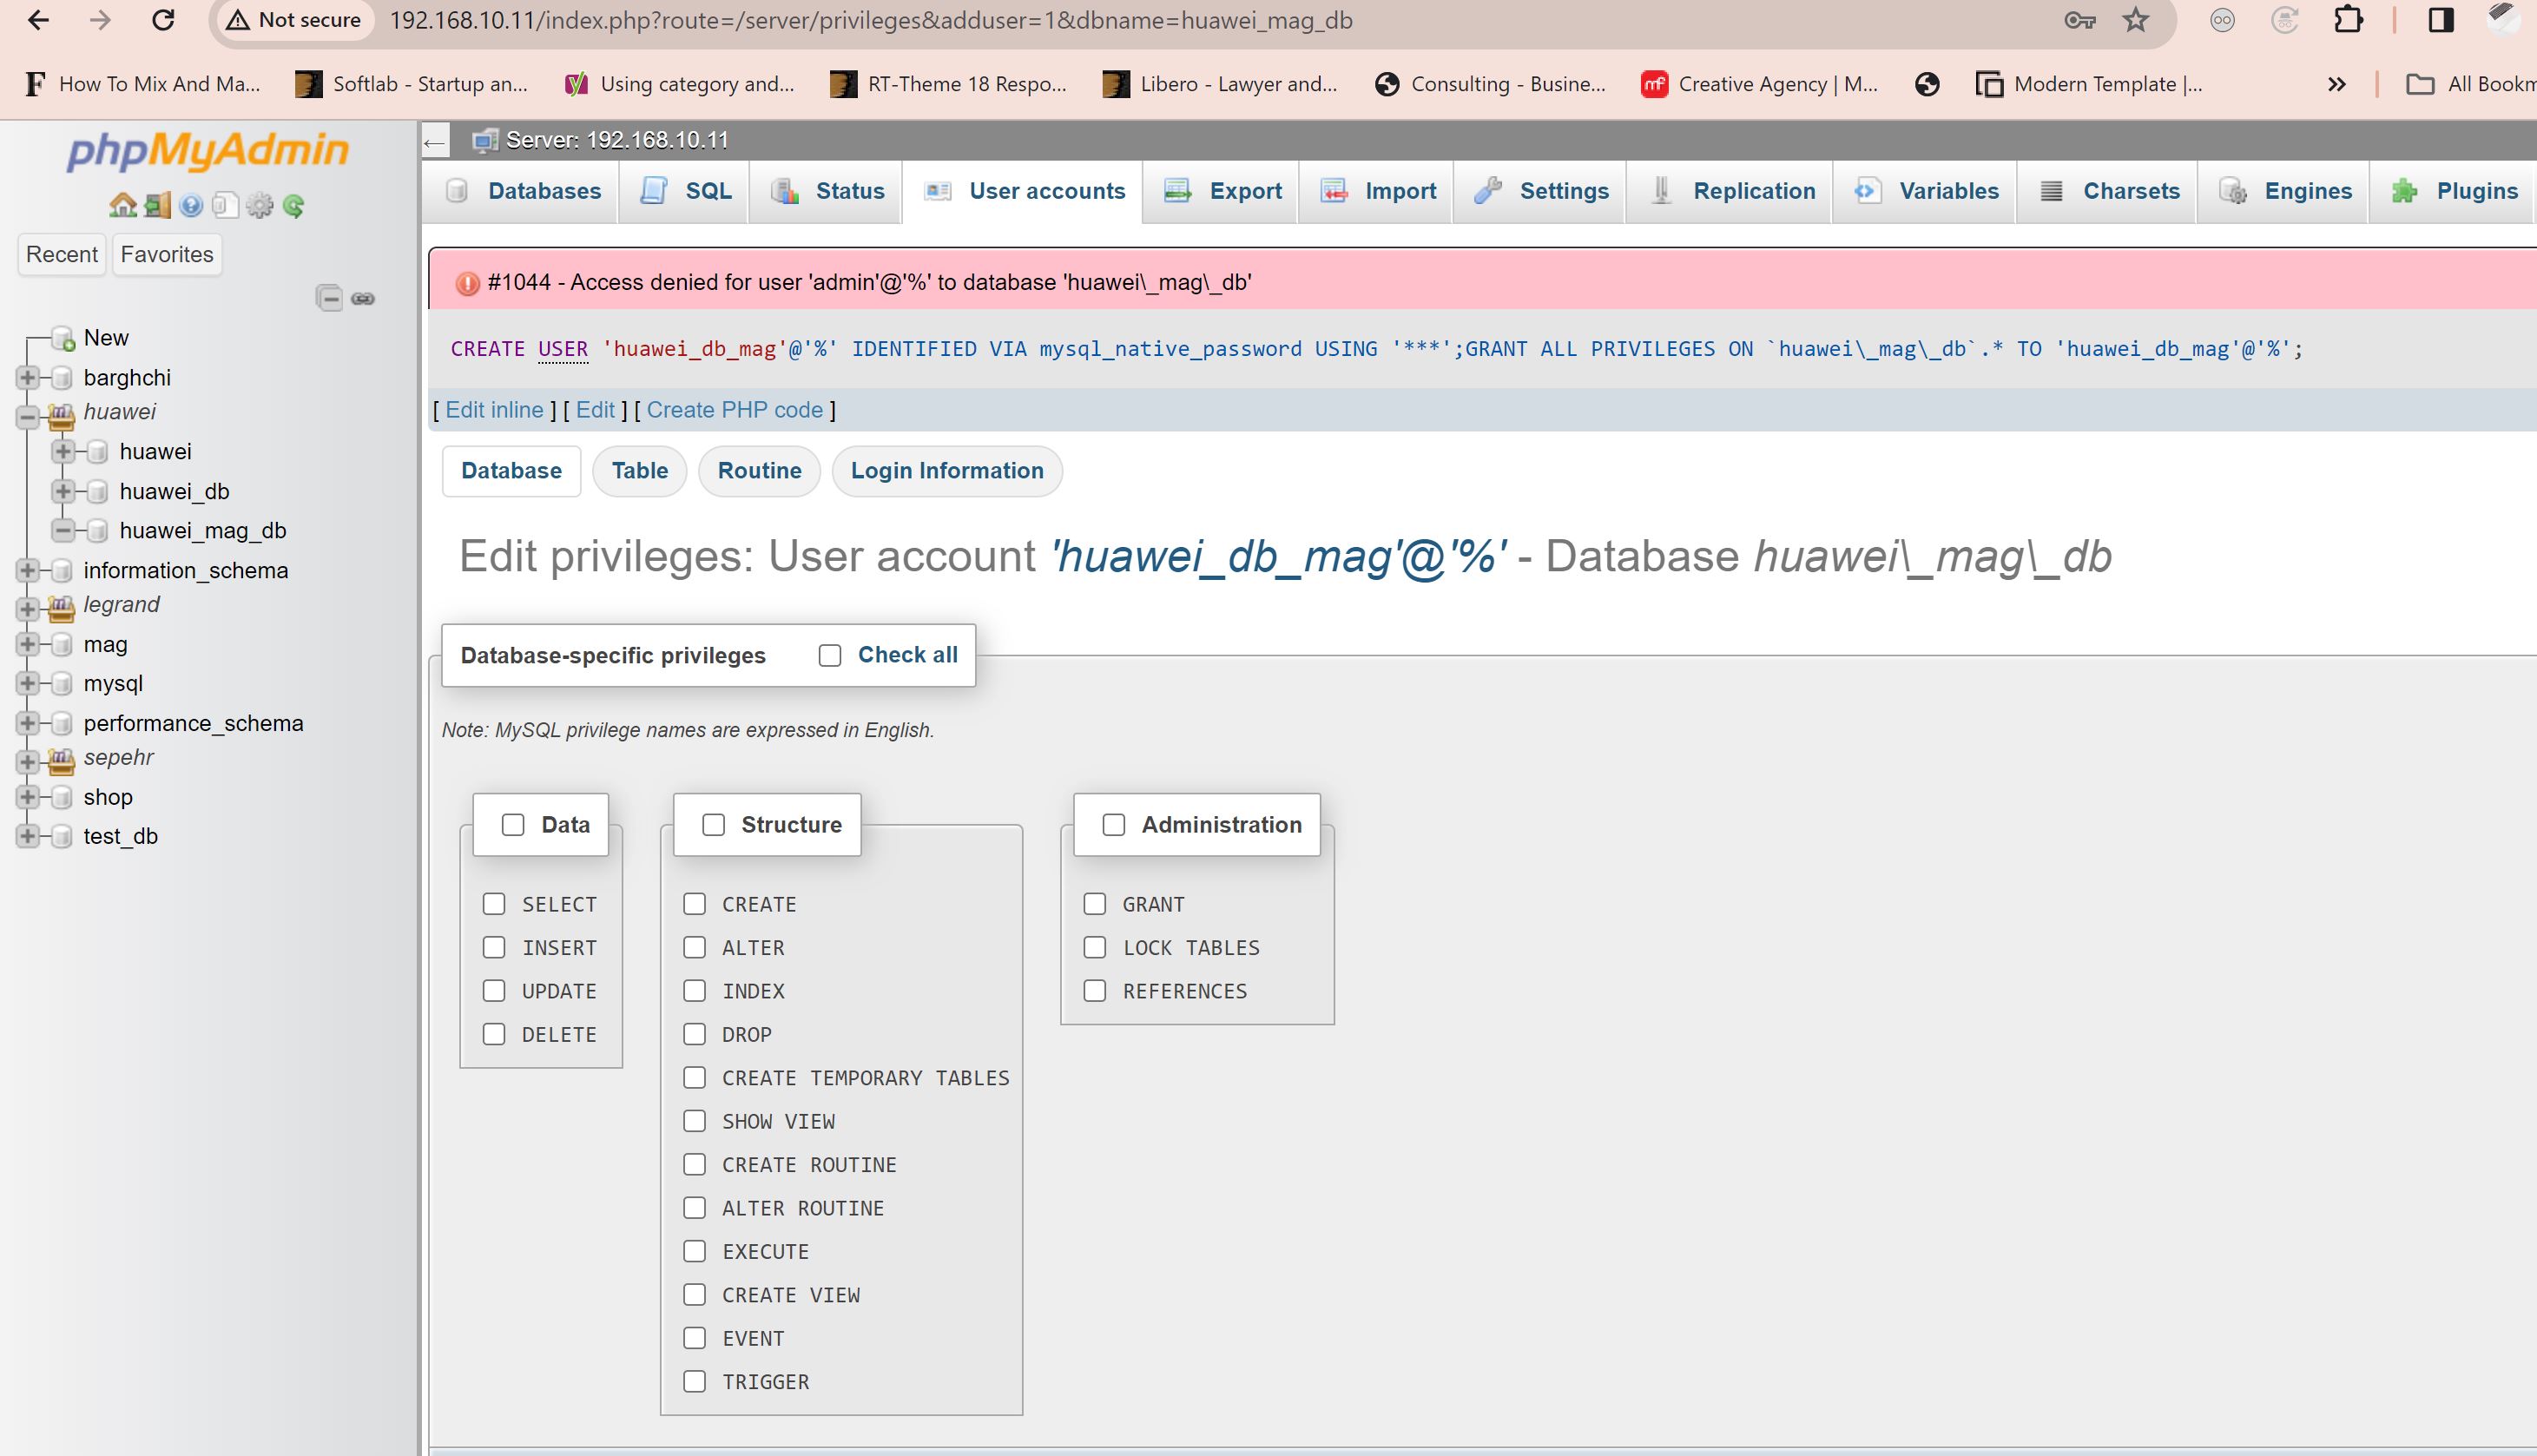 Not secure 192.168.10.11/index.php?route=/server/privileges&adduser=1&dbname=huawei_mag_db
F How To Mix And Ma... Softlab - Startup an... Using category and... RT-Theme 18 Respo... Libero - Lawyer and... Consulting - Busine... mf Creative Agency | M... Modern Template |... » All Bookm
phpMyAdmin
Recent Favorites
New
barghchi
huawei
huawei
huawei_db
huawei_mag_db
information_schema
legrand
mag
mysql
performance_schema
sepehr
shop
test_db
← Server: 192.168.10.11
Databases SQL Status User accounts Export Import Settings Replication Variables Charsets Engines Plugins
#1044 - Access denied for user 'admin'@'%' to database 'huawei\_mag\_db'
CREATE USER 'huawei_db_mag'@'%' IDENTIFIED VIA mysql_native_password USING '***';GRANT ALL PRIVILEGES ON `huawei\_mag\_db`.* TO 'huawei_db_mag'@'%';
[ Edit inline ] [ Edit ] [ Create PHP code ]
Database Table Routine Login Information
Edit privileges: User account 'huawei_db_mag'@'%' - Database huawei\_mag\_db
Database-specific privileges Check all
Note: MySQL privilege names are expressed in English.
Data
SELECT
INSERT
UPDATE
DELETE
Structure
CREATE
ALTER
INDEX
DROP
CREATE TEMPORARY TABLES
SHOW VIEW
CREATE ROUTINE
ALTER ROUTINE
EXECUTE
CREATE VIEW
EVENT
TRIGGER
Administration
GRANT
LOCK TABLES
REFERENCES